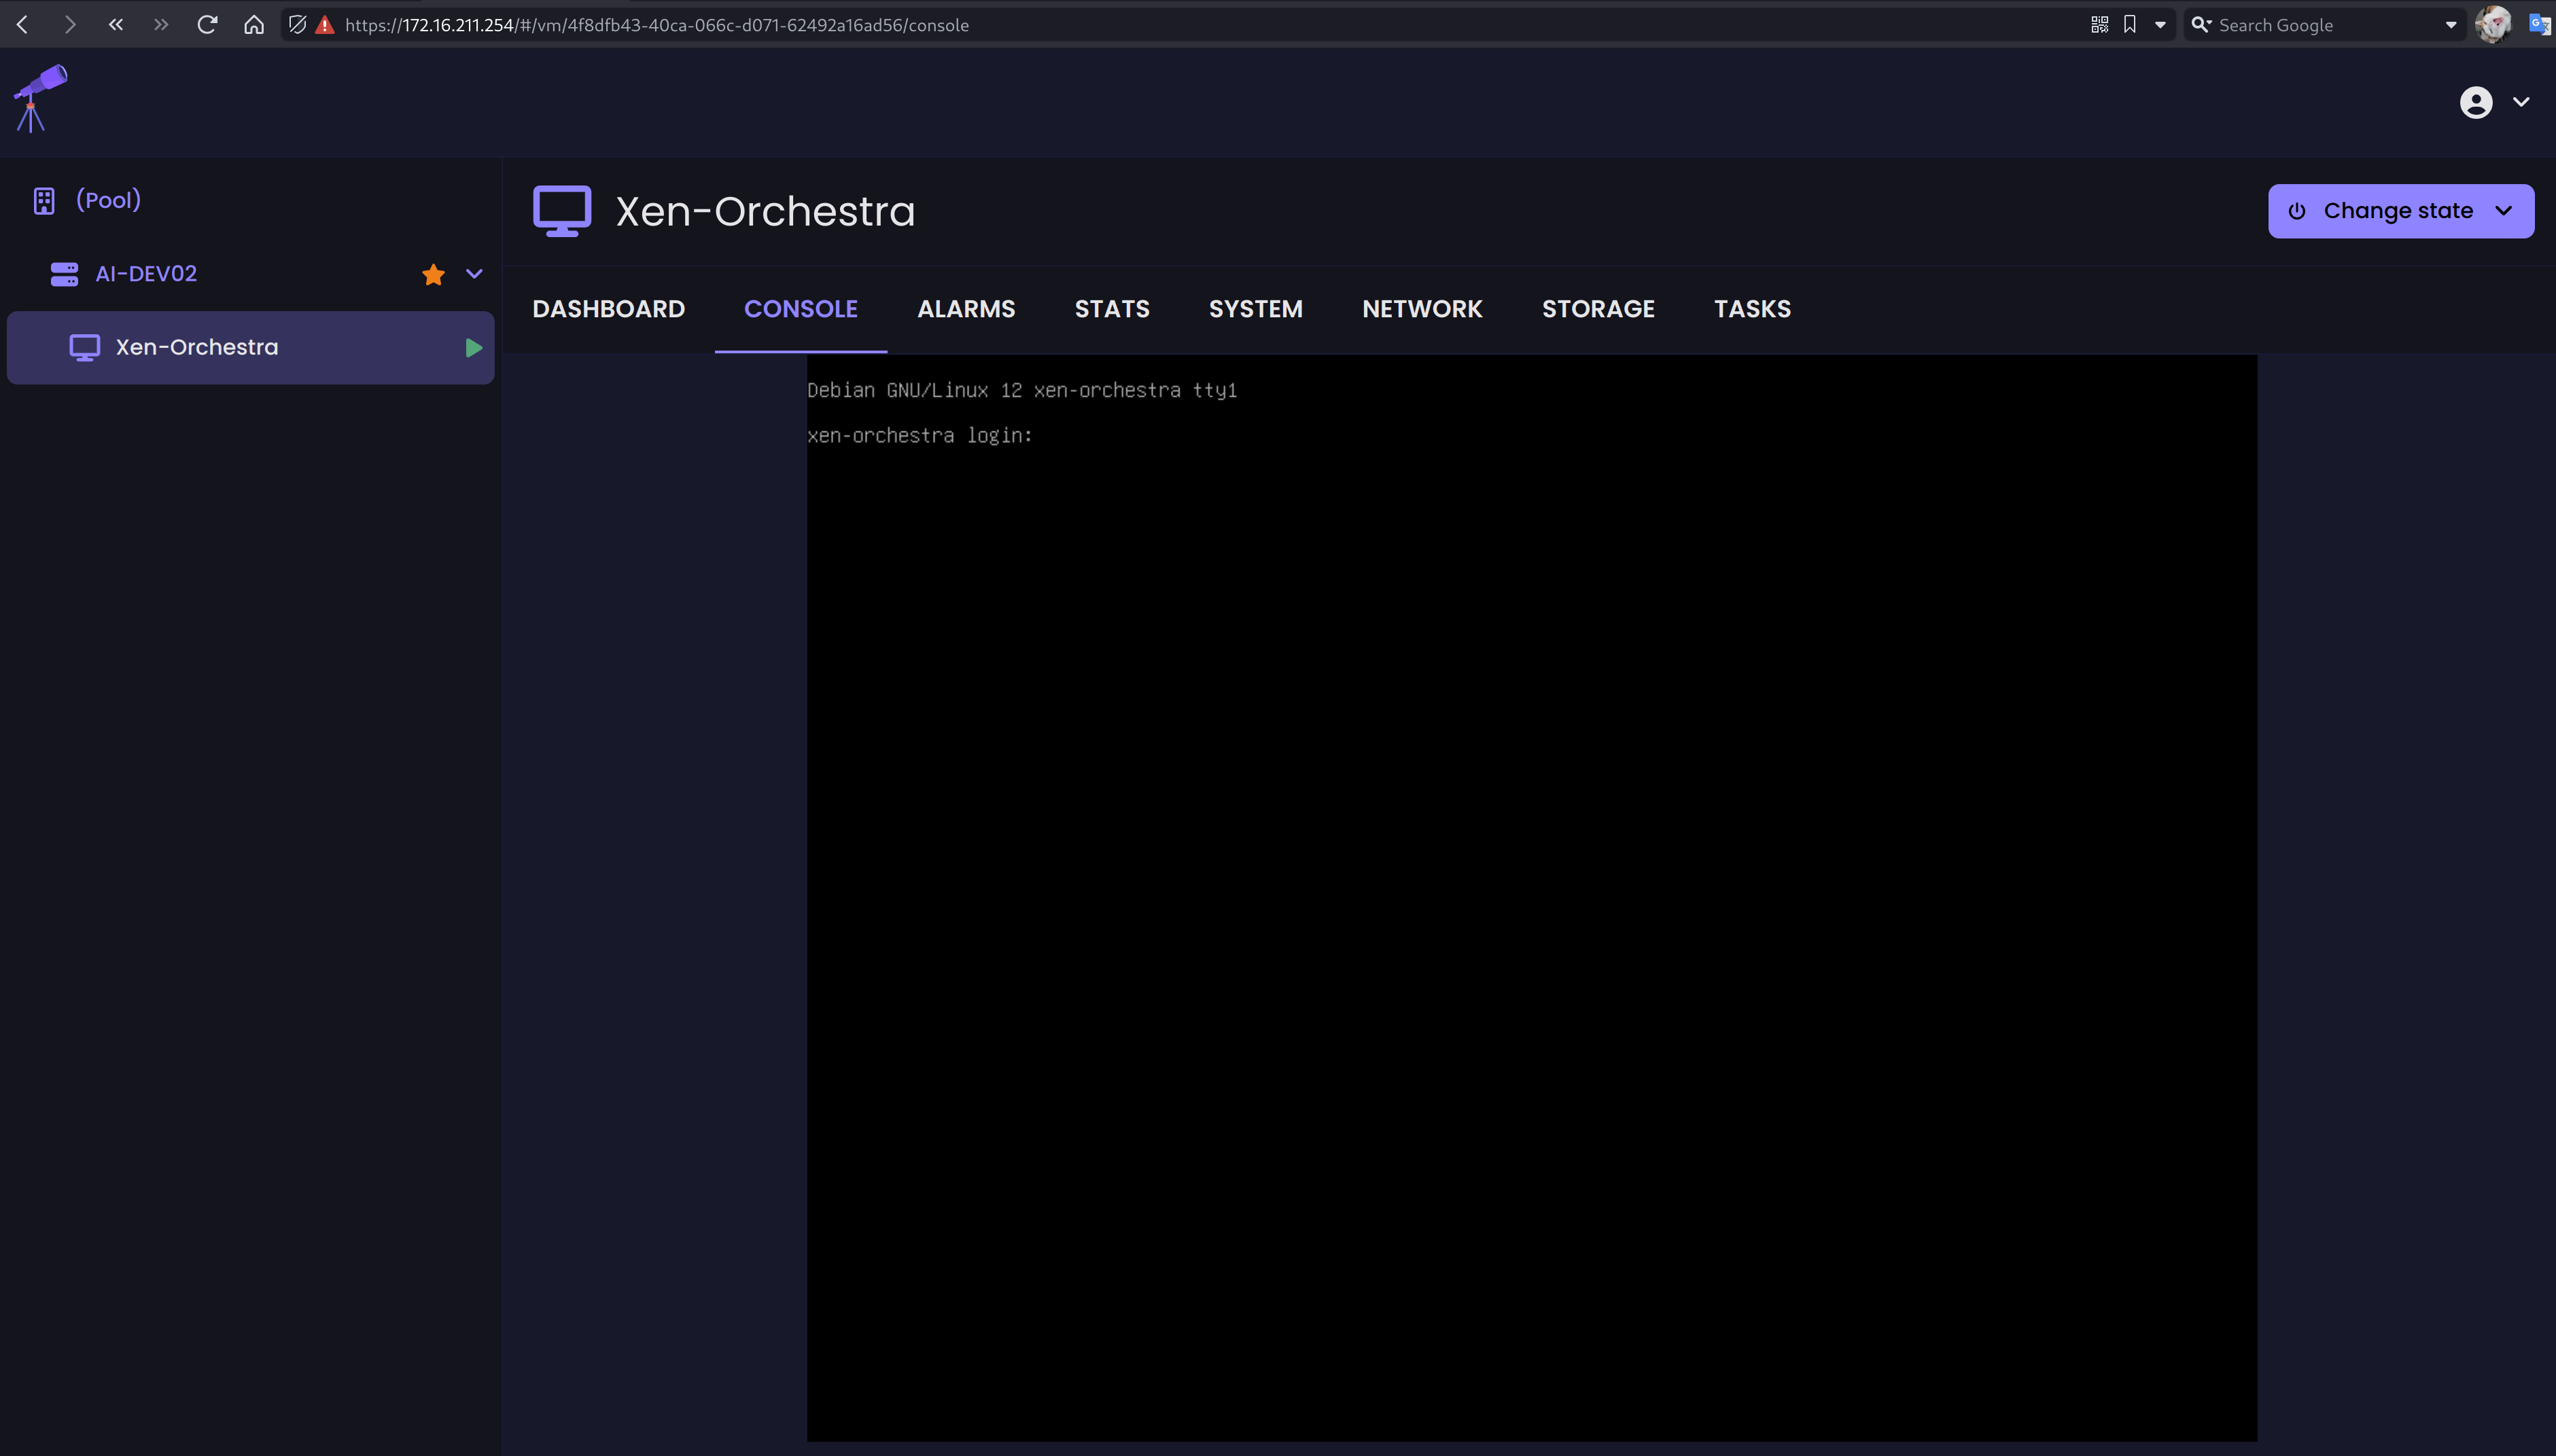 https://172.16.211.254/#/vm/4f8dfb43-40ca-066c-d071-62492a16ad56/console
Search Google
(Pool)
AI-DEV02
Xen-Orchestra
Xen-Orchestra
Change state
DASHBOARD CONSOLE ALARMS STATS SYSTEM NETWORK STORAGE TASKS
Debian GNU/Linux 12 xen-orchestra tty1
xen-orchestra login: